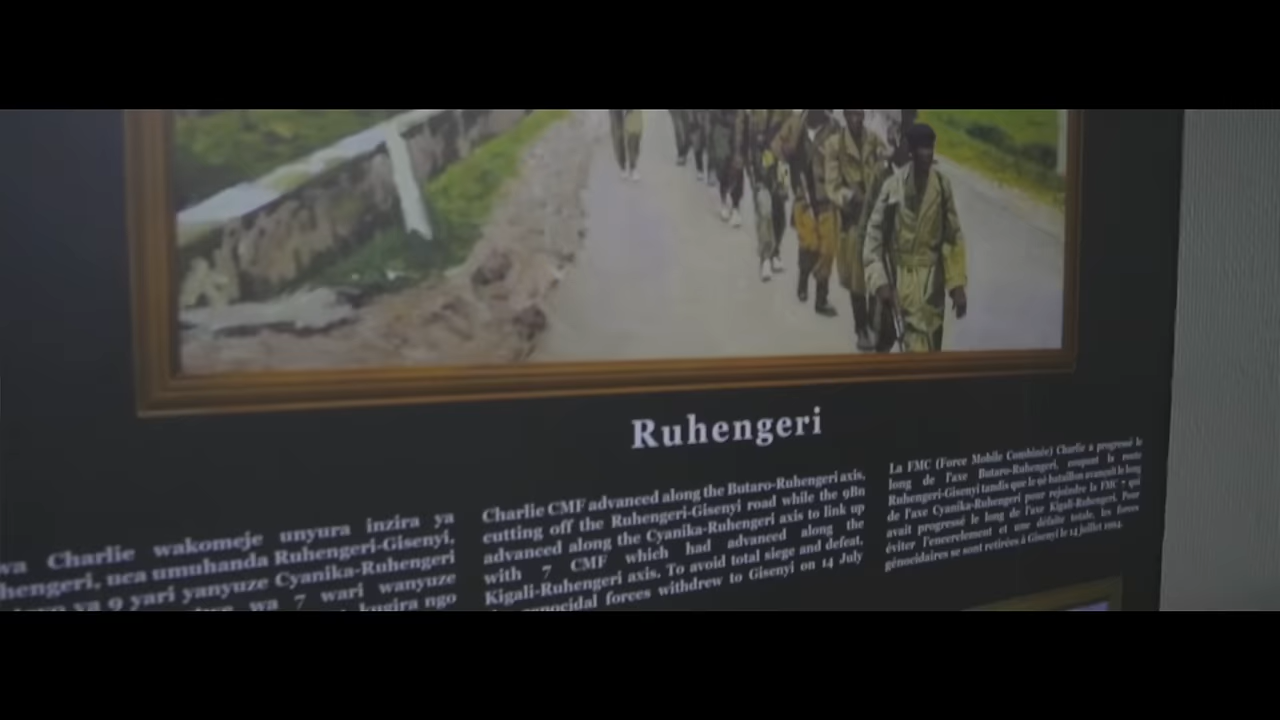 Ruhengeri
wa Charlie wakomeje unyura inzira ya
hengeri, uca umuhanda Ruhengeri-Gisenyi,
ya 9 yari yanyuze Cyanika-Ruhengeri
wa 7 wari wanyuze
kugira ngo
Charlie CMF advanced along the Butaro-Ruhengeri axis,
cutting off the Ruhengeri-Gisenyi road while the 9Bn
advanced along the Cyanika-Ruhengeri axis to link up
with 7 CMF which had advanced along the
Kigali-Ruhengeri axis. To avoid total siege and defeat,
genocidal forces withdrew to Gisenyi on 14 July
La FMC (Force Mobile Combinée) Charlie a progressé le
long de l'axe Butaro-Ruhengeri, coupant la route
Ruhengeri-Gisenyi tandis que le 9è bataillon avançait le long
de l'axe Cyanika-Ruhengeri pour rejoindre la FMC 7 qui
avait progressé le long de l'axe Kigali-Ruhengeri. Pour
éviter l'encerclement et une défaite totale, les forces
génocidaires se sont retirées à Gisenyi le 14 juillet 1994.